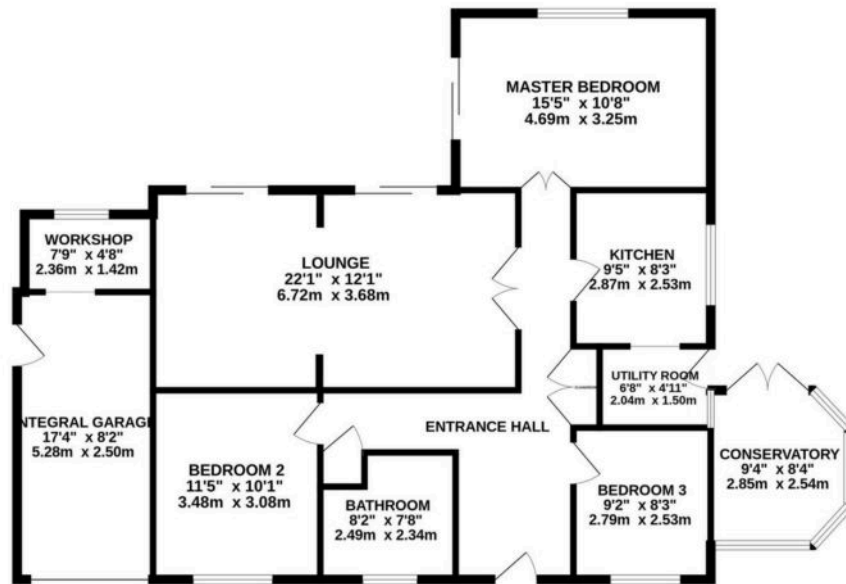 MASTER BEDROOM
15'5" x 10'8"
4.69m x 3.25m
WORKSHOP
7'9" x 4'8"
2.36m x 1.42m
LOUNGE
22'1" x 12'1"
6.72m x 3.68m
KITCHEN
9'5" x 8'3"
2.87m x 2.53m
UTILITY ROOM
6'8" x 4'11"
2.04m x 1.50m
NTEGRAL GARAG
17'4" x 8'2"
5.28m x 2.50m
ENTRANCE HALL
BEDROOM 2
11'5" x 10'1"
3.48m x 3.08m
BATHROOM
8'2" x 7'8"
2.49m x 2.34m
BEDROOM 3
9'2" x 8'3"
2.79m x 2.53m
CONSERVATORY
9'4" x 8'4"
2.85m x 2.54m